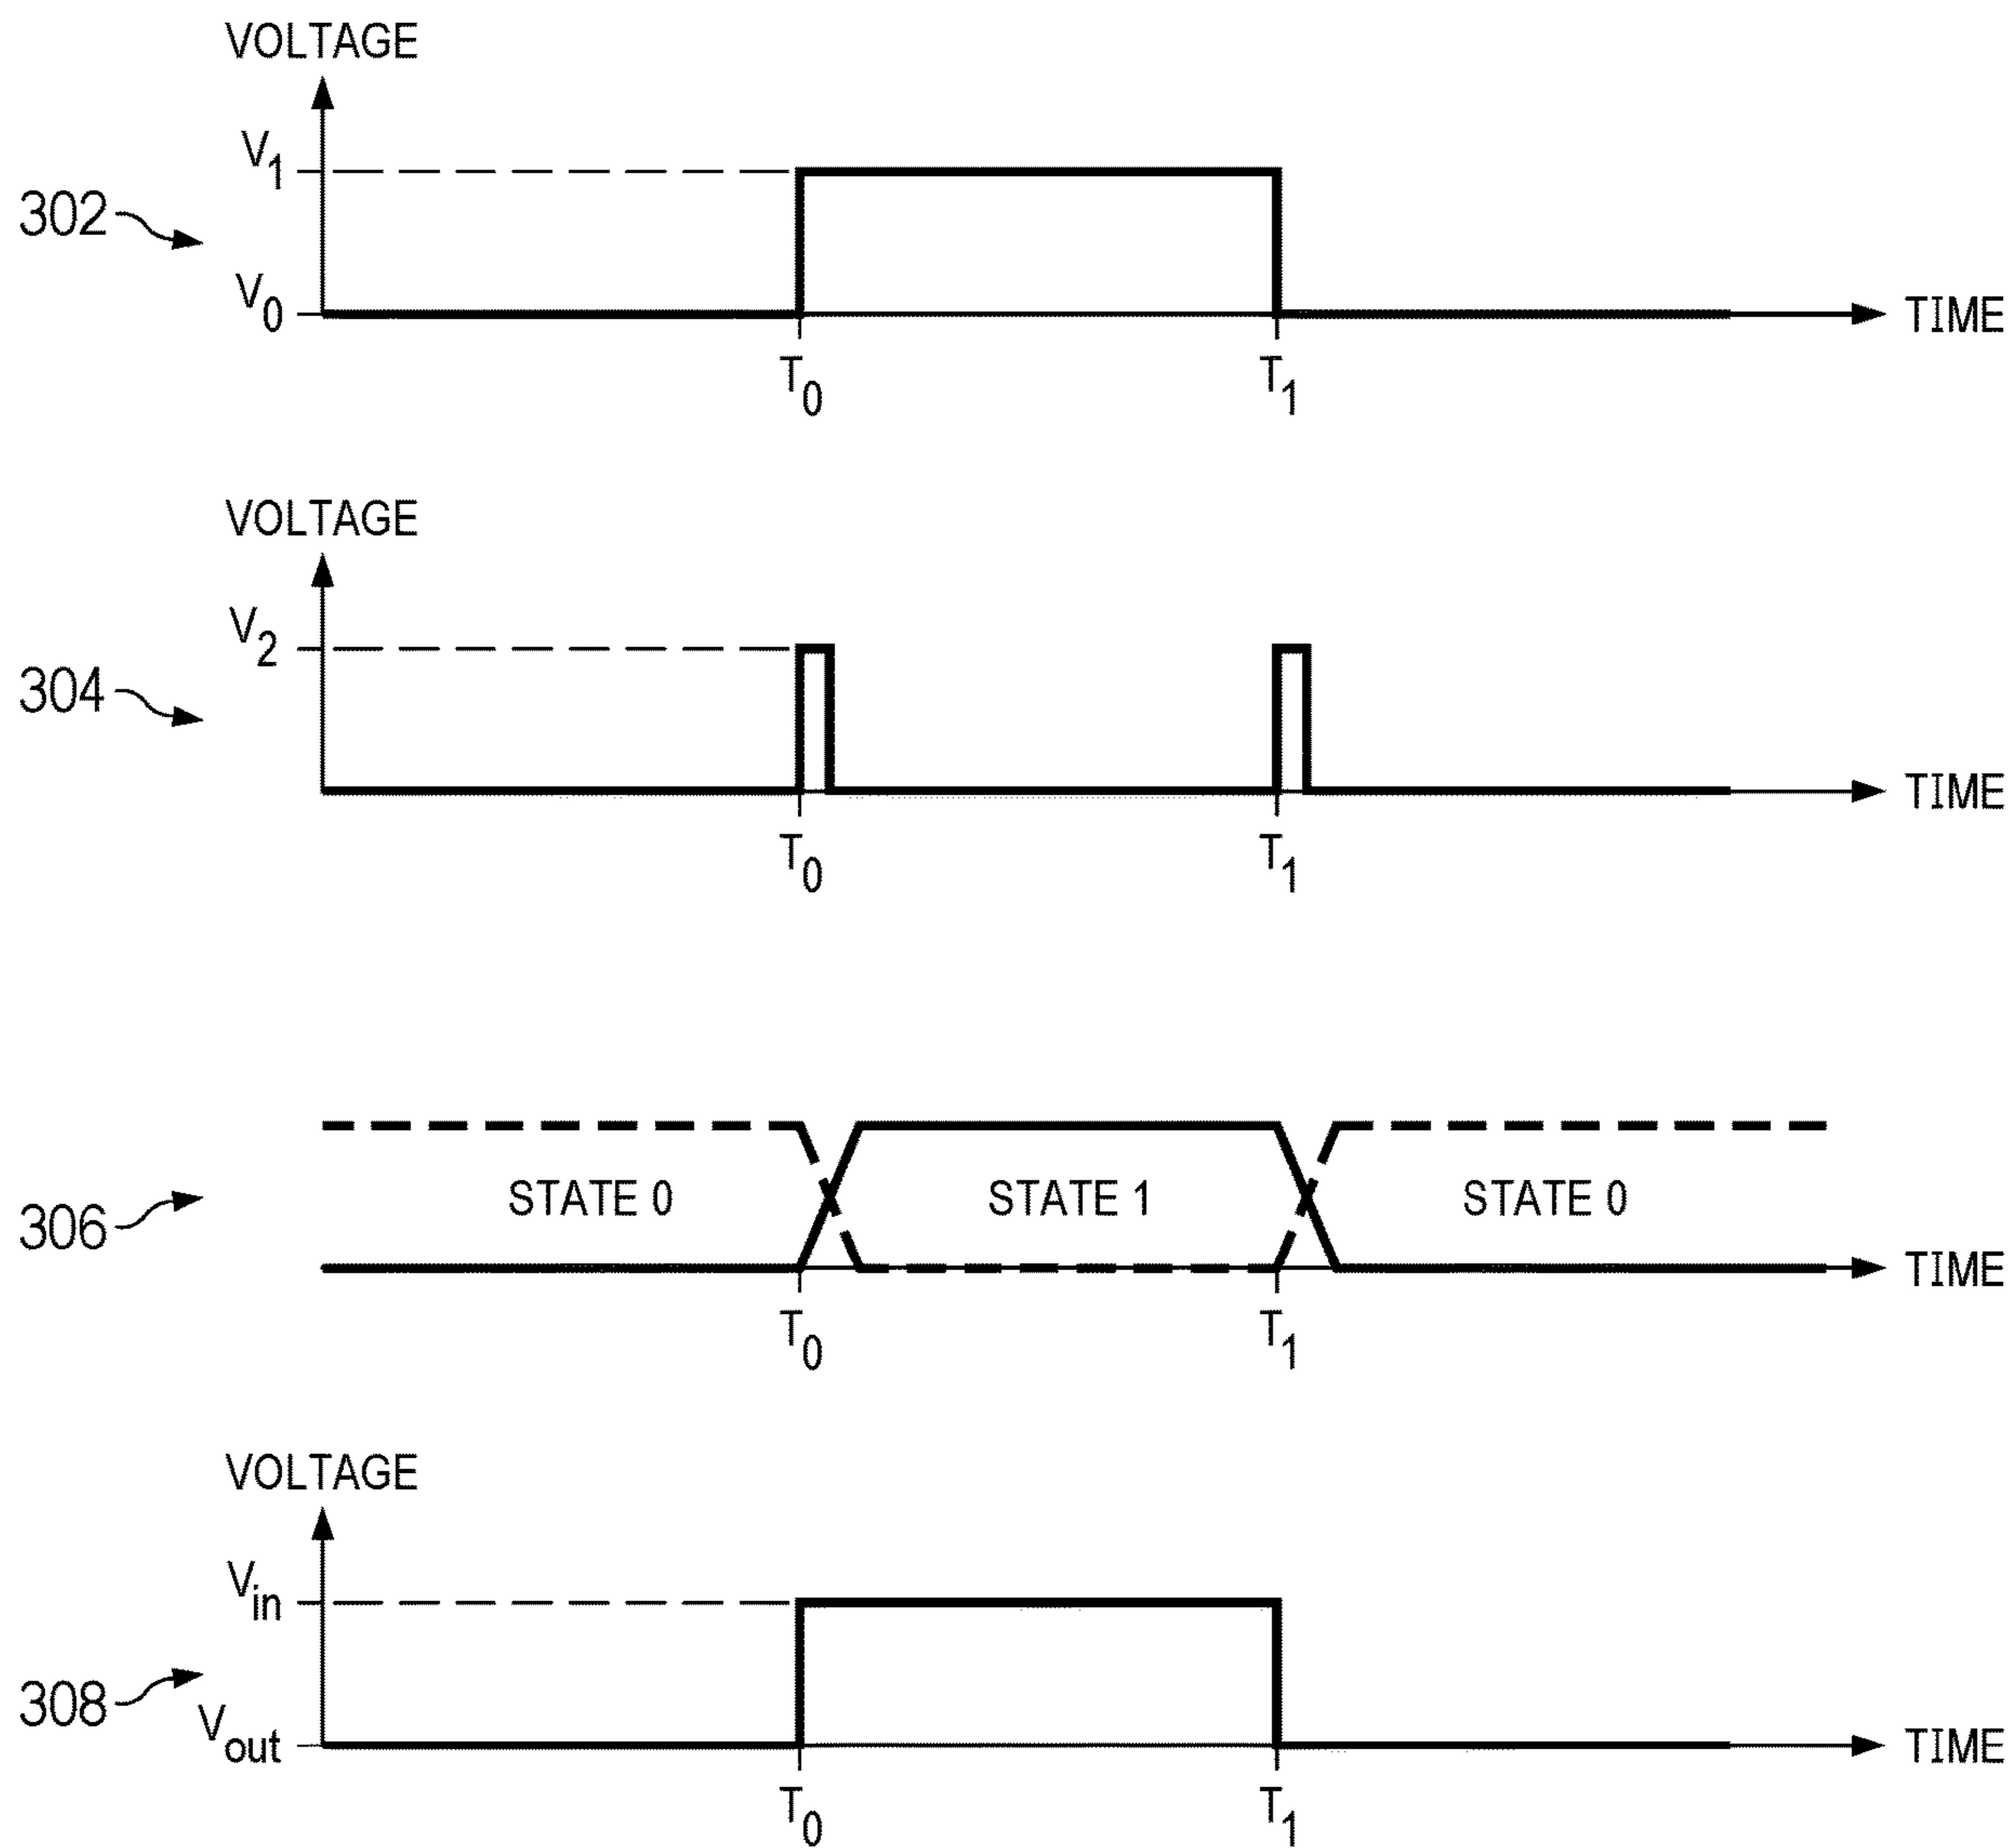 VOLTAGE
V1
302
V0
TIME
T0 T1
VOLTAGE
V2
304
TIME
T0 T1
STATE 0 STATE 1 STATE 0
306
TIME
T0 T1
VOLTAGE
Vin
308
Vout
TIME
T0 T1